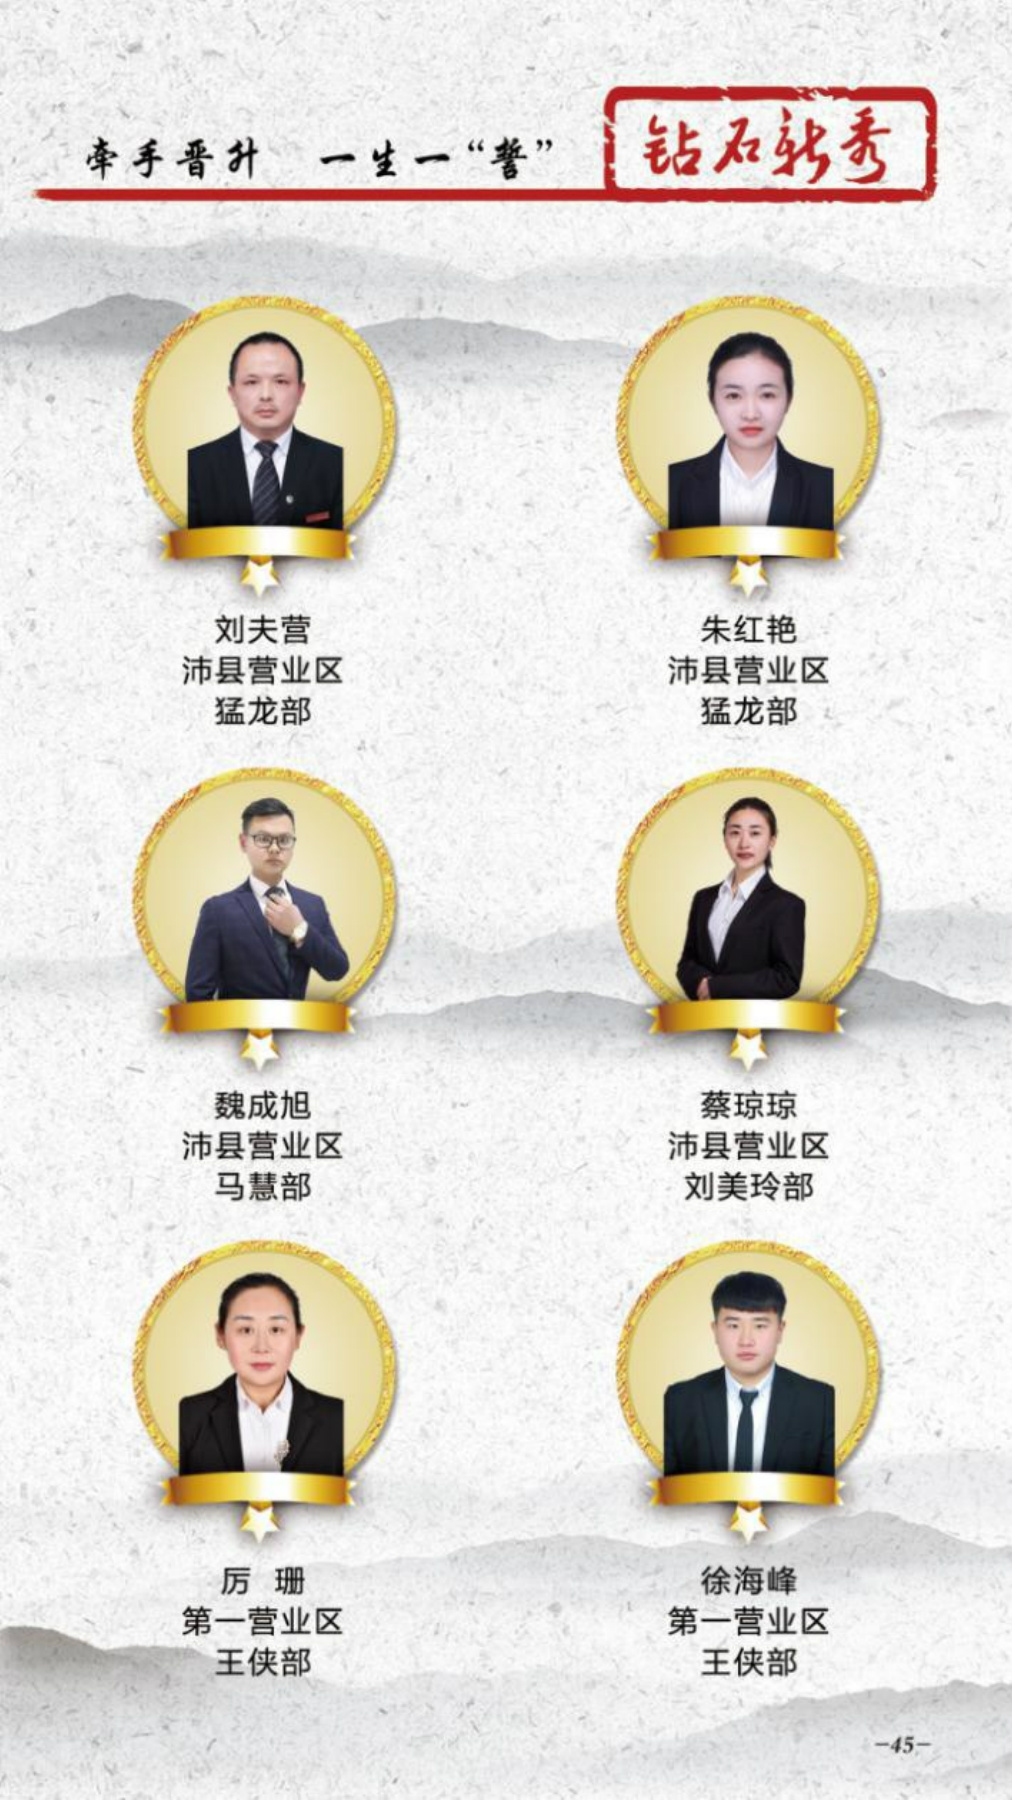 牵手晋升 一生一“誓”
钻石新秀
刘夫营
沛县营业区
猛龙部
朱红艳
沛县营业区
猛龙部
魏成旭
沛县营业区
马慧部
蔡琼琼
沛县营业区
刘美玲部
厉 珊
第一营业区
王侠部
徐海峰
第一营业区
王侠部
-45-